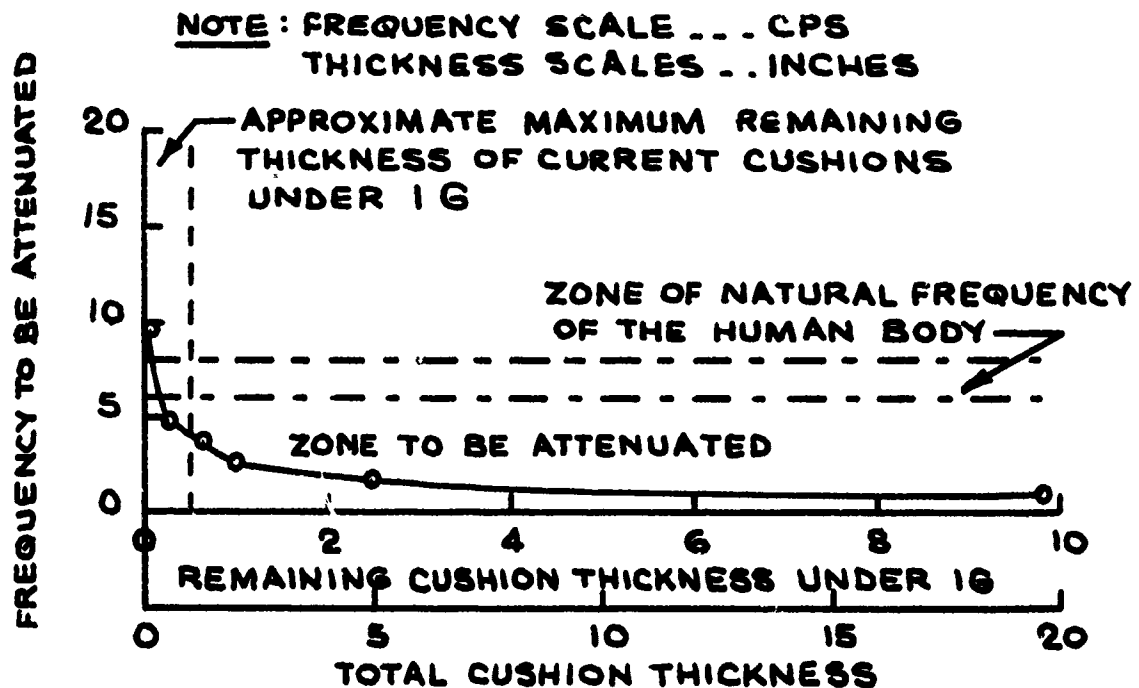 NOTE: FREQUENCY SCALE --- CPS
THICKNESS SCALES -- INCHES
FREQUENCY TO BE ATTENUATED
20
15
10
5
0
APPROXIMATE MAXIMUM REMAINING
THICKNESS OF CURRENT CUSHIONS
UNDER 1 G
ZONE OF NATURAL FREQUENCY
OF THE HUMAN BODY
ZONE TO BE ATTENUATED
0 2 4 6 8 10
REMAINING CUSHION THICKNESS UNDER 1G
0 5 10 15 20
TOTAL CUSHION THICKNESS